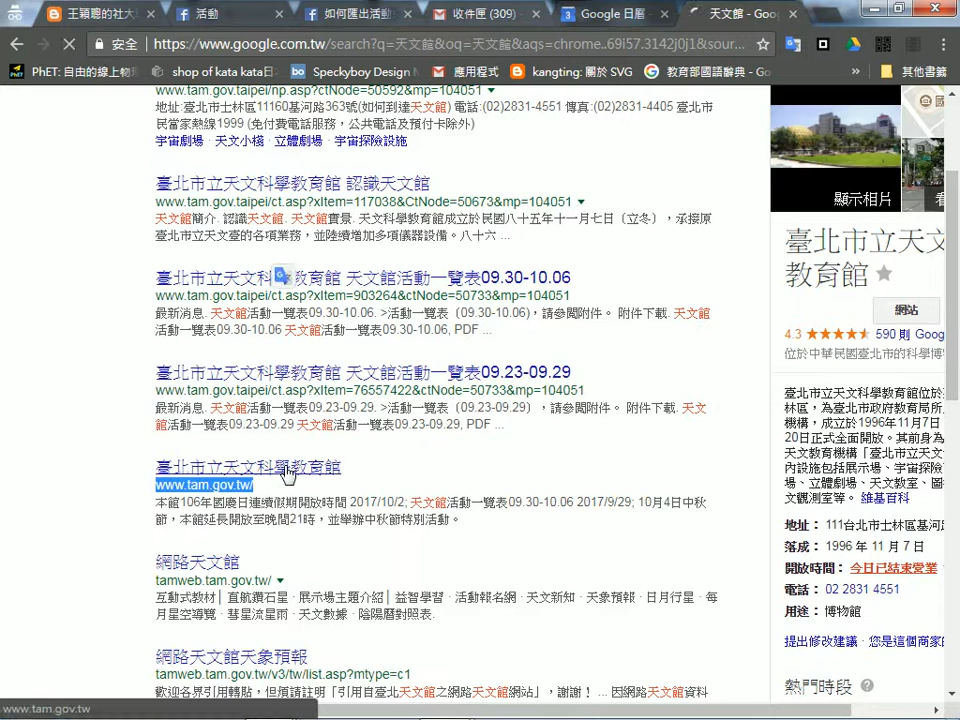 王穎聰的社大
活動
如何匯出活動
收件匣 (309) -
Google 日曆
天文館 - Goo
安全
https://www.google.com.tw/search?q=天文館&oq=天文館&aqs=chrome..69i57.3142j0j1&sour...
PhET: 自由的線上物理
shop of kata kata日
Speckyboy Design M
應用程式
kangting: 關於 SVG
教育部國語辭典 - Go
»
其他書籤
www.tam.gov.taipei/np.asp?ctNode=50592&mp=104051
地址:臺北市士林區11160基河路363號(如何到達天文館) 電話:(02)2831-4551 傳真:(02)2831-4405 臺北市
民當家熱線1999 (免付費電話服務，公共電話及預付卡除外)
宇宙劇場 · 天文小棧 · 立體劇場 · 宇宙探險設施
臺北市立天文科學教育館 認識天文館
www.tam.gov.taipei/ct.asp?xItem=117038&CtNode=50673&mp=104051
天文館簡介. 認識天文館. 天文館實景. 天文科學教育館成立於民國八十五年十一月七日〔立冬〕，承接原
臺北市立天文臺的各項業務，並陸續增加多項儀器設備。八十六 ...
臺北市立天文科 教育館 天文館活動一覽表09.30-10.06
www.tam.gov.taipei/ct.asp?xItem=903264&ctNode=50733&mp=104051
最新消息. 天文館活動一覽表09.30-10.06. >活動一覽表〔09.30-10.06〕, 請參閱附件。 附件下載. 天文館
活動一覽表09.30-10.06 天文館活動一覽表09.30-10.06, PDF ...
臺北市立天文科學教育館 天文館活動一覽表09.23-09.29
www.tam.gov.taipei/ct.asp?xItem=76557422&ctNode=50733&mp=104051
最新消息. 天文館活動一覽表09.23-09.29. >活動一覽表〔09.23-09.29〕，請參閱附件。 附件下載. 天文
館活動一覽表09.23-09.29 天文館活動一覽表09.23-09.29, PDF ...
臺北市立天文科學教育館
www.tam.gov.tw/
本館106年國慶日連續假期開放時間 2017/10/2; 天文館活動一覽表09.30-10.06 2017/9/29; 10月4日中秋
節，本館延長開放至晚間21時，並舉辦中秋節特別活動。
網路天文館
tamweb.tam.gov.tw/
互動式教材│ 直航鑽石星 · 展示場主題介紹│ 益智學習 · 活動報名網 · 天文新知 · 天象預報 · 日月行星 · 每
月星空導覽 · 彗星流星雨 · 天文數據 · 陰陽曆對照表.
網路天文館天象預報
tamweb.tam.gov.tw/v3/tw/list.asp?mtype=c1
歡迎各界引用轉貼，但煩請註明「引用自臺北天文館之網路天文館網站」，謝謝！ ... 因網路天文館資料
www.tam.gov.tw
顯示相片
看
臺北市立天文
教育館
網站
4.3
590 則 Goog
位於中華民國臺北市的科學博
臺北市立天文科學教育館位於
林區，為臺北市政府教育局所
機構，成立於1996年11月7日
20日正式全面開放。其前身為
天文教育機構「臺北市立天文
內設施包括展示場、宇宙探險
場、立體劇場、天文教室、圖
文觀測室等。 維基百科
地址： 111台北市士林區基河路
落成： 1996 年 11 月 7 日
開放時間： 今日已結束營業
電話： 02 2831 4551
用途： 博物館
提出修改建議 · 您是這個商家的
熱門時段